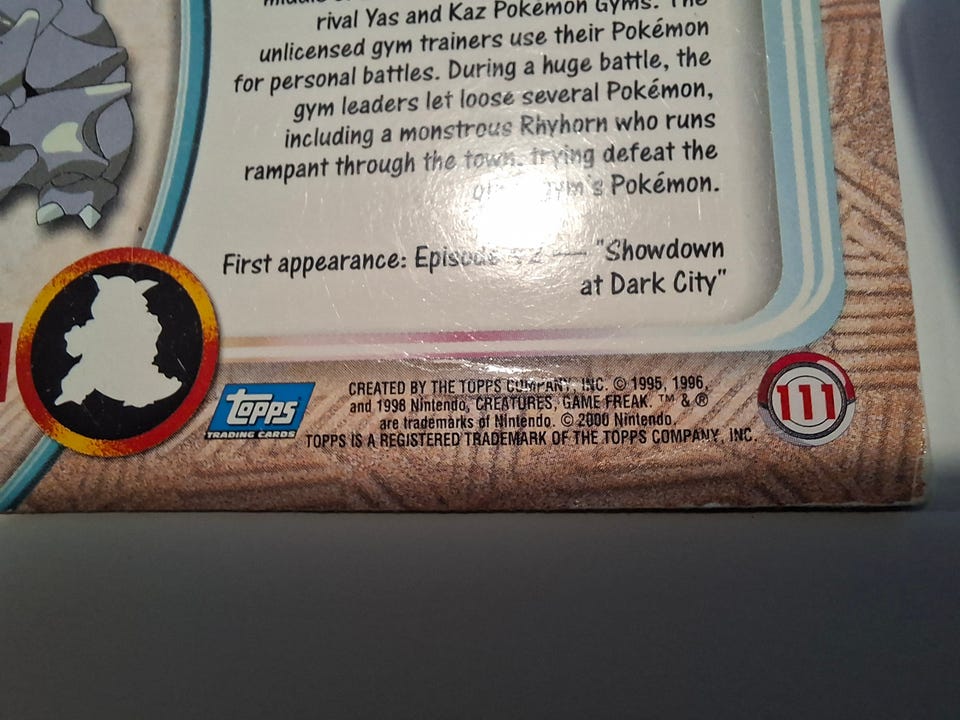 rival Yas and Kaz Pokémon Gyms. The
unlicensed gym trainers use their Pokémon
for personal battles. During a huge battle, the
gym leaders let loose several Pokémon,
including a monstrous Rhyhorn who runs
rampant through the town, trying defeat the
gym's Pokémon.
First appearance: Episode — "Showdown
at Dark City"
TOPPS
TRADING CARDS
CREATED BY THE TOPPS COMPANY, INC. © 1995, 1996,
and 1998 Nintendo, CREATURES, GAME FREAK. ™ & ®
are trademarks of Nintendo. © 2000 Nintendo.
TOPPS IS A REGISTERED TRADEMARK OF THE TOPPS COMPANY, INC.
111